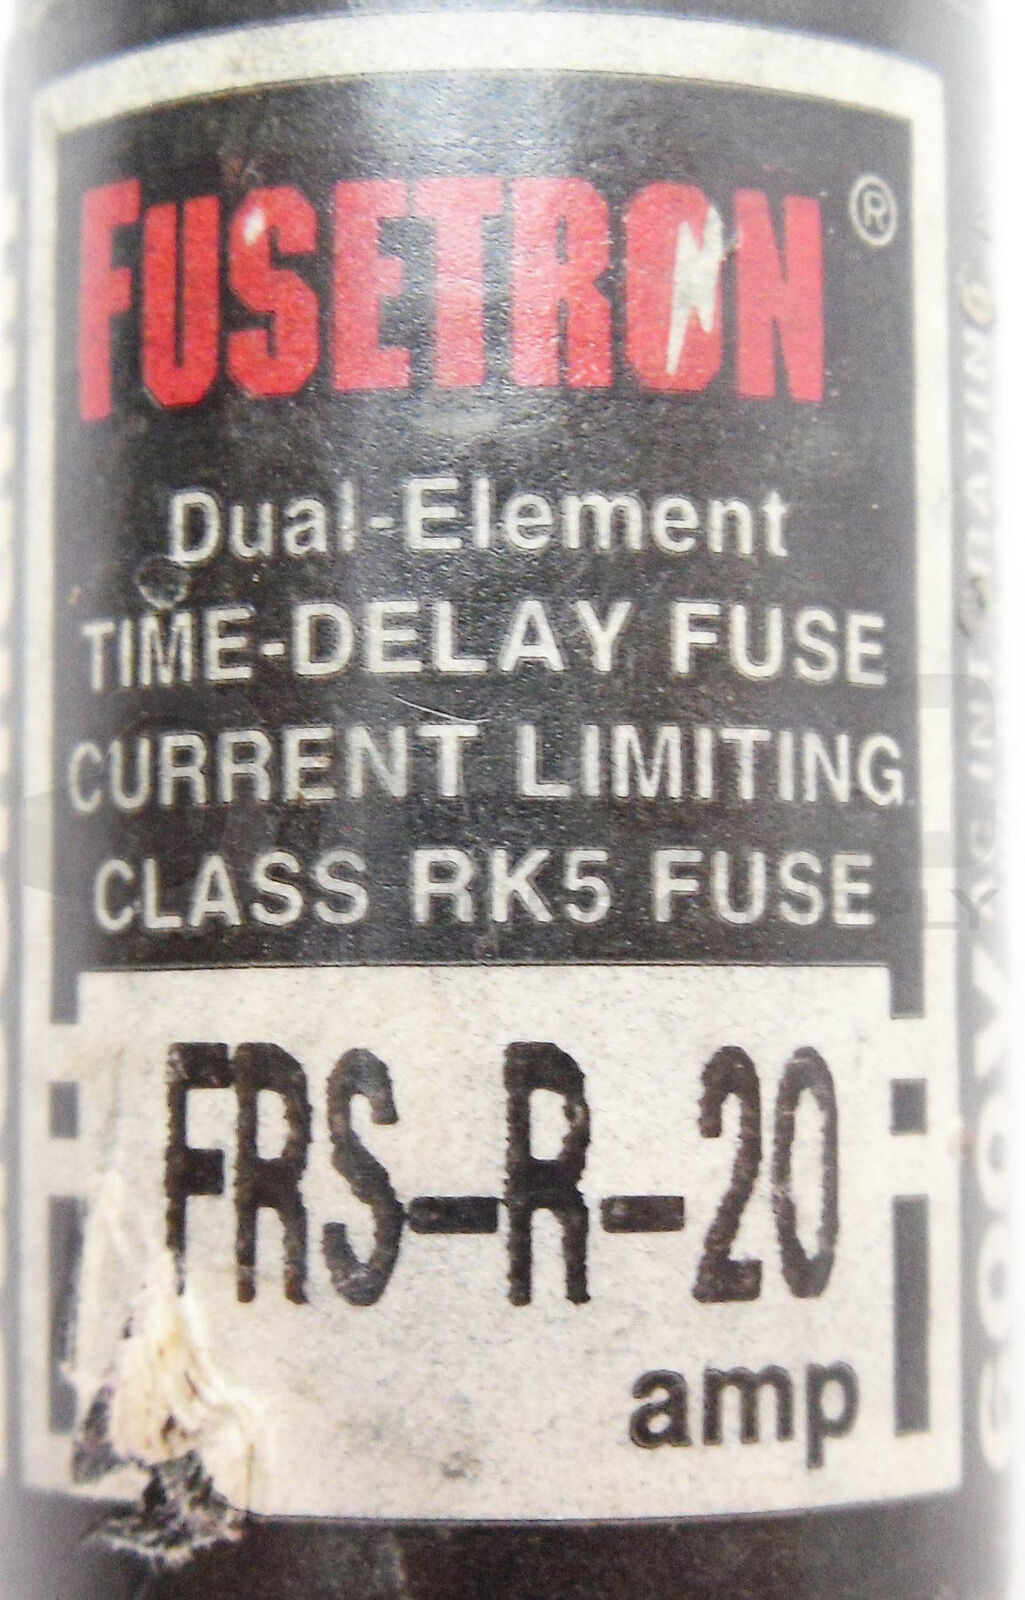 FUSETRON®
Dual-Element
TIME-DELAY FUSE
CURRENT LIMITING
CLASS RK5 FUSE
FRS-R-20
amp